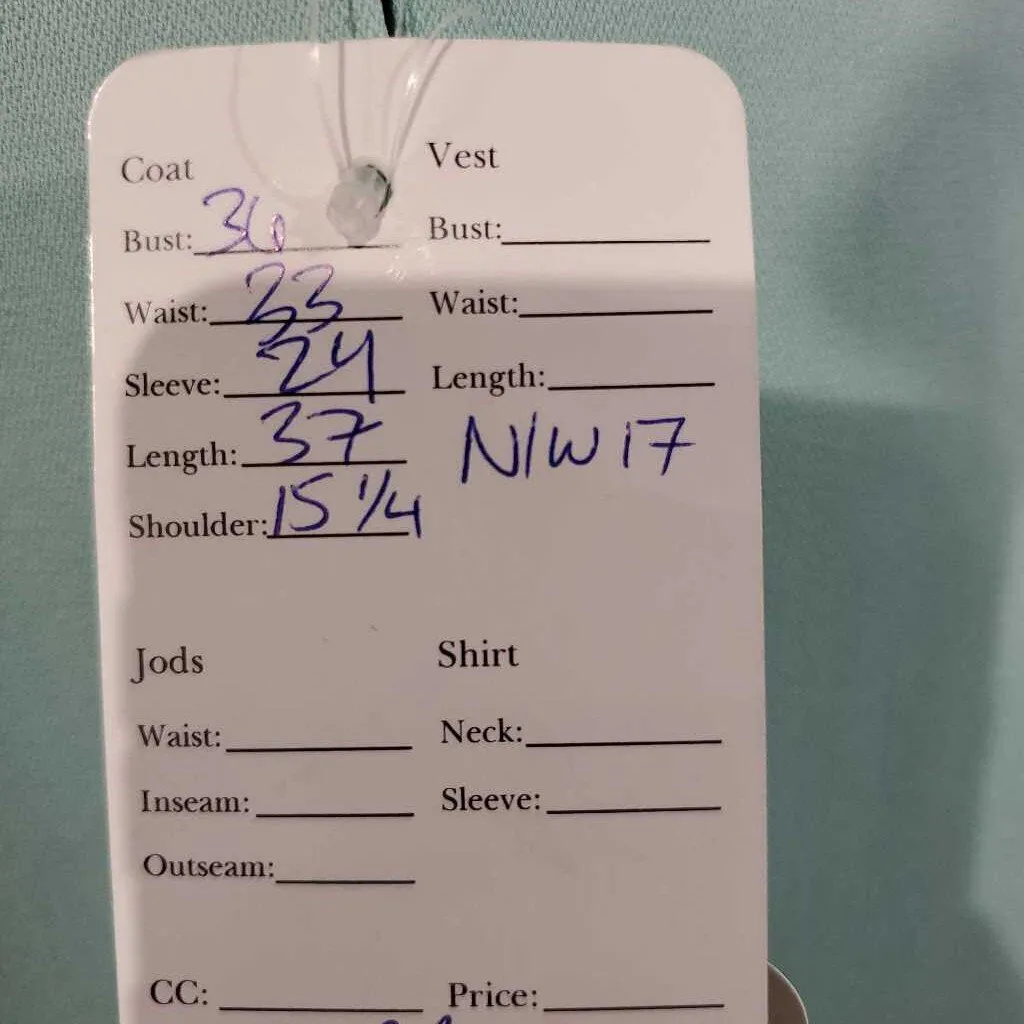 Coat
Bust: 36
Waist: 33
Sleeve: 24
Length: 37
Shoulder: 15 1/4
Vest
Bust:
Waist:
Length:
N/W 17
Jods
Waist:
Inseam:
Outseam:
Shirt
Neck:
Sleeve:
CC:
Price: